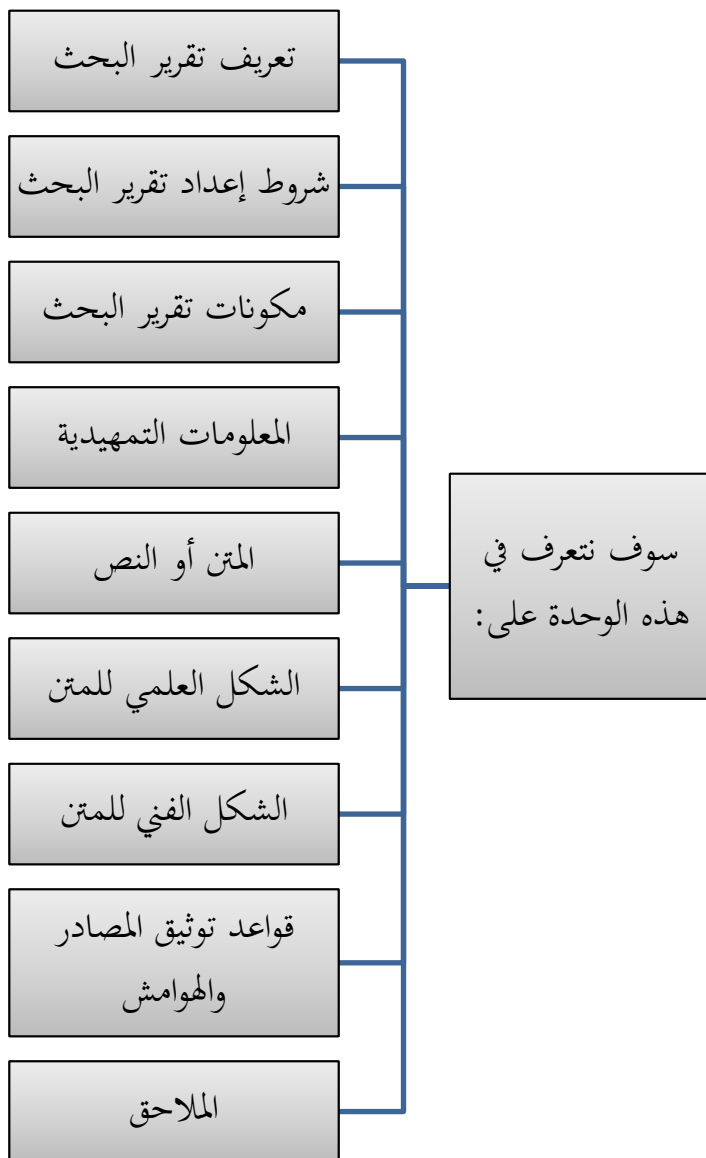 سوف نتعرف في
هذه الوحدة على:
تعريف تقرير البحث
شروط إعداد تقرير البحث
مكونات تقرير البحث
المعلومات التمهيدية
المتن أو النص
الشكل العلمي للمتن
الشكل الفني للمتن
قواعد توثيق المصادر
والهوامش
الملاحق